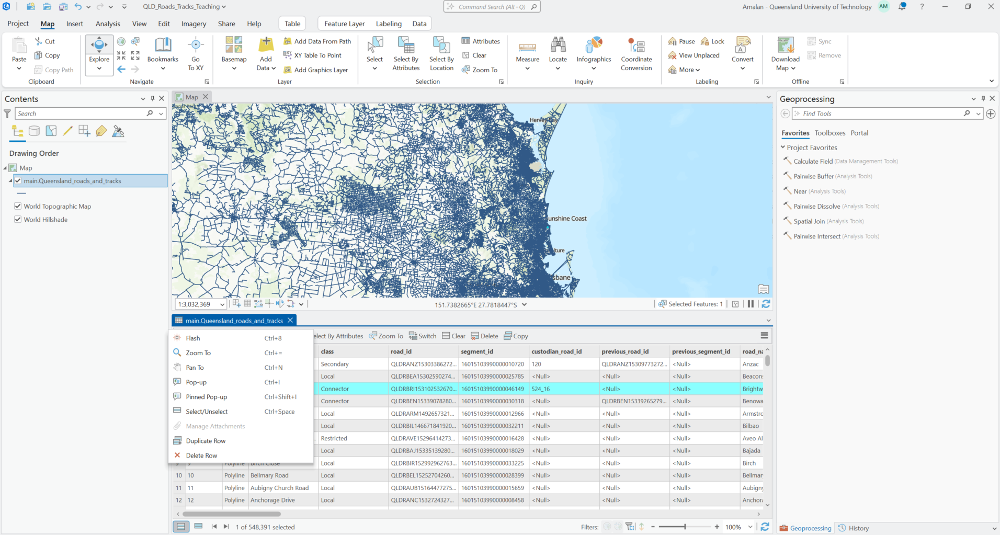 QLD_Roads_Tracks_Teaching
Command Search (Alt+Q)
Amalan - Queensland University of Technology
AM
?
Project
Map
Insert
Analysis
View
Edit
Imagery
Share
Help
Table
Feature Layer
Labeling
Data
Paste
Cut
Copy
Copy Path
Clipboard
Explore
Bookmarks
Go To XY
Navigate
Basemap
Add Data
Add Data From Path
XY Table To Point
Add Graphics Layer
Layer
Select
Select By Attributes
Select By Location
Attributes
Clear
Zoom To
Selection
Measure
Locate
Infographics
Coordinate Conversion
Inquiry
Pause
Lock
View Unplaced
More
Convert
Labeling
Download Map
Sync
Remove
Offline
Contents
Search
Drawing Order
Map
main.Queensland_roads_and_tracks
World Topographic Map
World Hillshade
Map
Hervey Bay
unshine Coast
lture
sbane
1:3,032,369
151.7382665°E 27.7818447°S
Selected Features: 1
main.Queensland_roads_and_tracks
elect By Attributes
Zoom To
Switch
Clear
Delete
Copy
Flash Ctrl+8
Zoom To Ctrl+=
Pan To Ctrl+N
Pop-up Ctrl+I
Pinned Pop-up Ctrl+Shift+I
Select/Unselect Ctrl+Space
Manage Attachments
Duplicate Row
Delete Row
class road_id segment_id custodian_road_id previous_road_id previous_segment_id road_na
Secondary QLDRANZ15303386272... 16015103990000010720 120 QLDRANZ15309773272... <Null> Anzac
Local QLDRBEA15302590274... 16015103990000025785 <Null> <Null> <Null> Beacons
Connector QLDRBRI153102532670... 16015103990000046149 524_16 <Null> <Null> Brightw
Connector QLDRBEN15339078280... 16015103990000030318 <Null> QLDRBEN15339265279... <Null> Benowa
Local QLDRARM1492657321... 16015103990000012966 <Null> <Null> <Null> Armstrc
Local QLDRBIL146671841920... 16015103990000032211 <Null> <Null> <Null> Bilbao
Restricted QLDRAVE15296414273... 16015103990000016428 <Null> <Null> <Null> Aveo Al
Local QLDRBAJ15335139280... 16015103990000018029 <Null> <Null> <Null> Bajada
9 9 Polyline Birch Close Local QLDRBIR152992962763... 16015103990000033225 <Null> <Null> <Null> Birch
10 10 Polyline Bellmary Road Local QLDRBEL15252704260... 16015103990000028399 <Null> <Null> <Null> Bellmar
11 11 Polyline Aubigny Church Road Local QLDRAUB15164477275... 16015103990000015659 <Null> <Null> <Null> Aubigny
12 12 Polyline Anchorage Drive Local QLDRANC1532724327... 16015103990000008458 <Null> <Null> <Null> Anchora
1 of 548,391 selected
Filters:
100%
Geoprocessing
Find Tools
Favorites
Toolboxes
Portal
Project Favorites
Calculate Field (Data Management Tools)
Pairwise Buffer (Analysis Tools)
Near (Analysis Tools)
Pairwise Dissolve (Analysis Tools)
Spatial Join (Analysis Tools)
Pairwise Intersect (Analysis Tools)
Geoprocessing
History